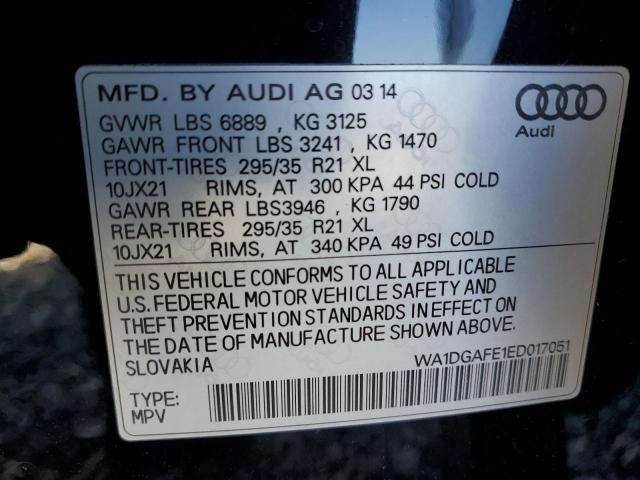 MFD. BY AUDI AG 03 14
Audi
GVWR LBS 6889 , KG 3125
GAWR FRONT LBS 3241 , KG 1470
FRONT-TIRES 295/35 R21 XL
10JX21 RIMS, AT 300 KPA 44 PSI COLD
GAWR REAR LBS3946 , KG 1790
REAR-TIRES 295/35 R21 XL
10JX21 RIMS, AT 340 KPA 49 PSI COLD
THIS VEHICLE CONFORMS TO ALL APPLICABLE
U.S. FEDERAL MOTOR VEHICLE SAFETY AND
THEFT PREVENTION STANDARDS IN EFFECT ON
THE DATE OF MANUFACTURE SHOWN ABOVE.
SLOVAKIA
WA1DGAFE1ED017051
TYPE:
MPV